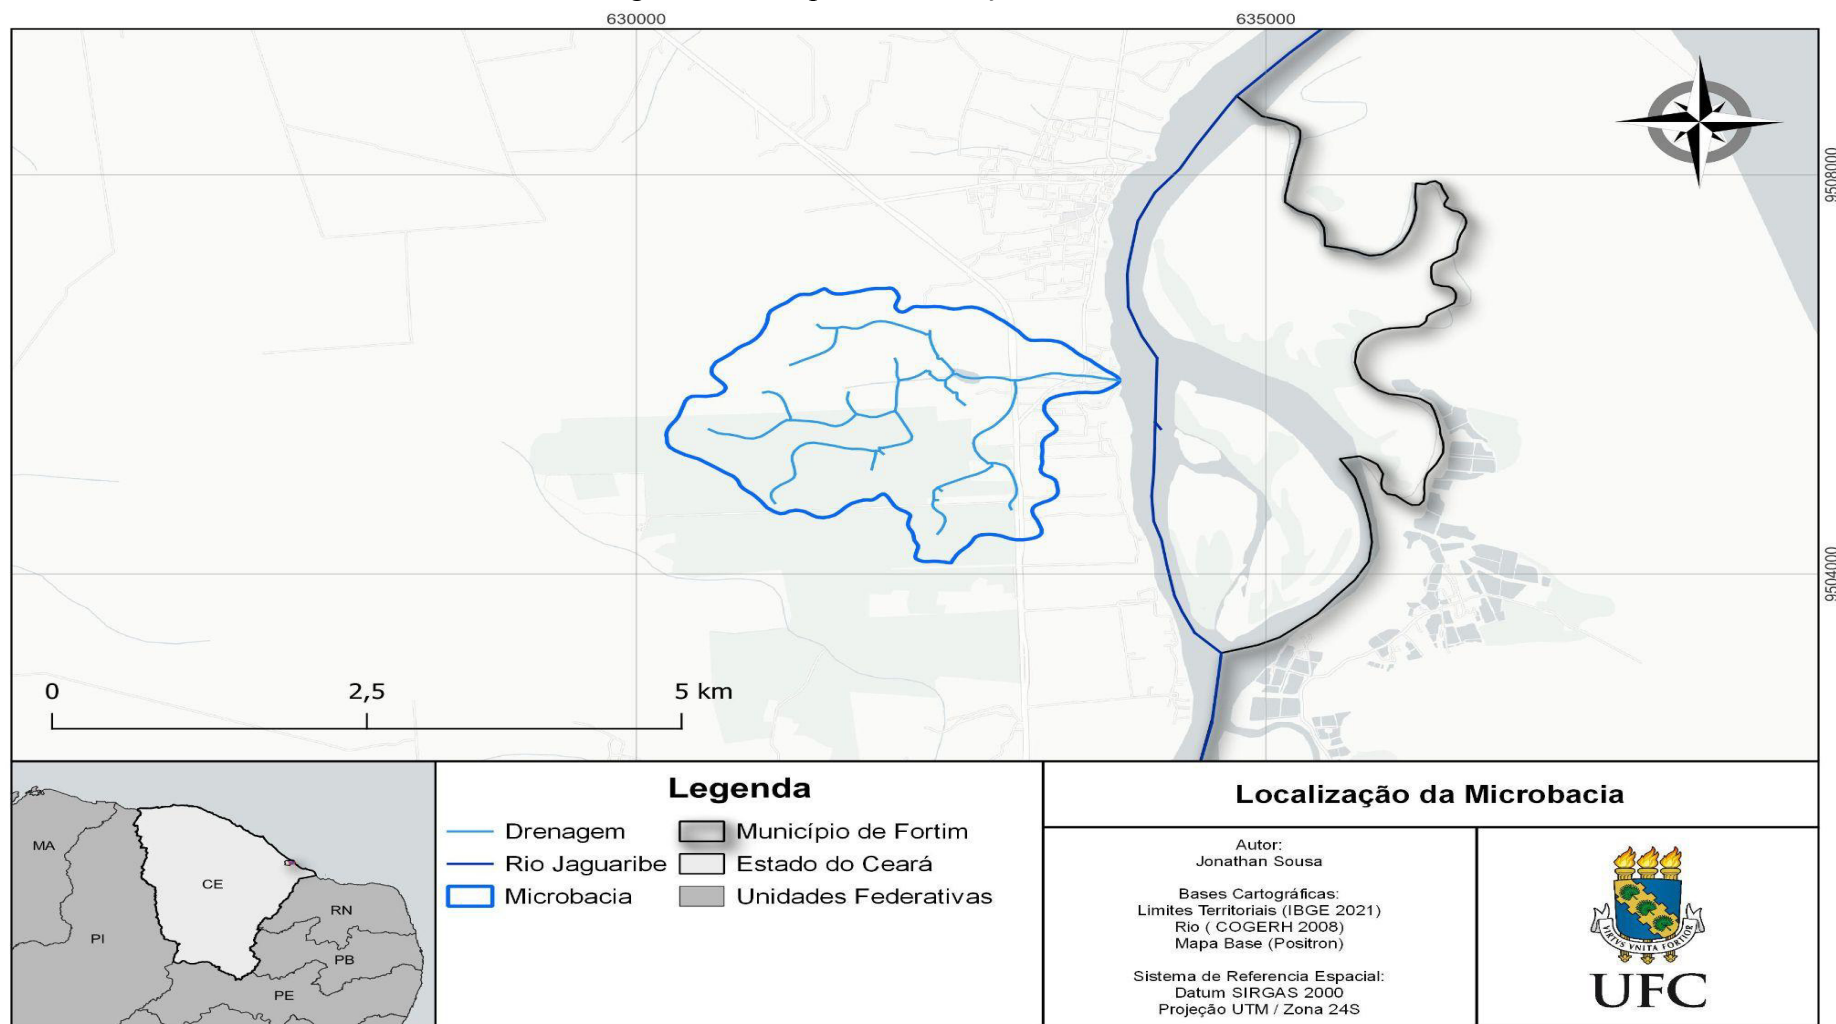 630000
635000
9508000
9504000
0
2,5
5 km
MA
PI
CE
RN
PB
PE
Legenda
Drenagem
Rio Jaguaribe
Microbacia
Município de Fortim
Estado do Ceará
Unidades Federativas
Localização da Microbacia
Autor:
Jonathan Sousa
Bases Cartográficas:
Limites Territoriais (IBGE 2021)
Rio ( COGERH 2008)
Mapa Base (Positron)
Sistema de Referencia Espacial:
Datum SIRGAS 2000
Projeção UTM / Zona 24S
VIRTVS VNITA FORTIOR
UFC